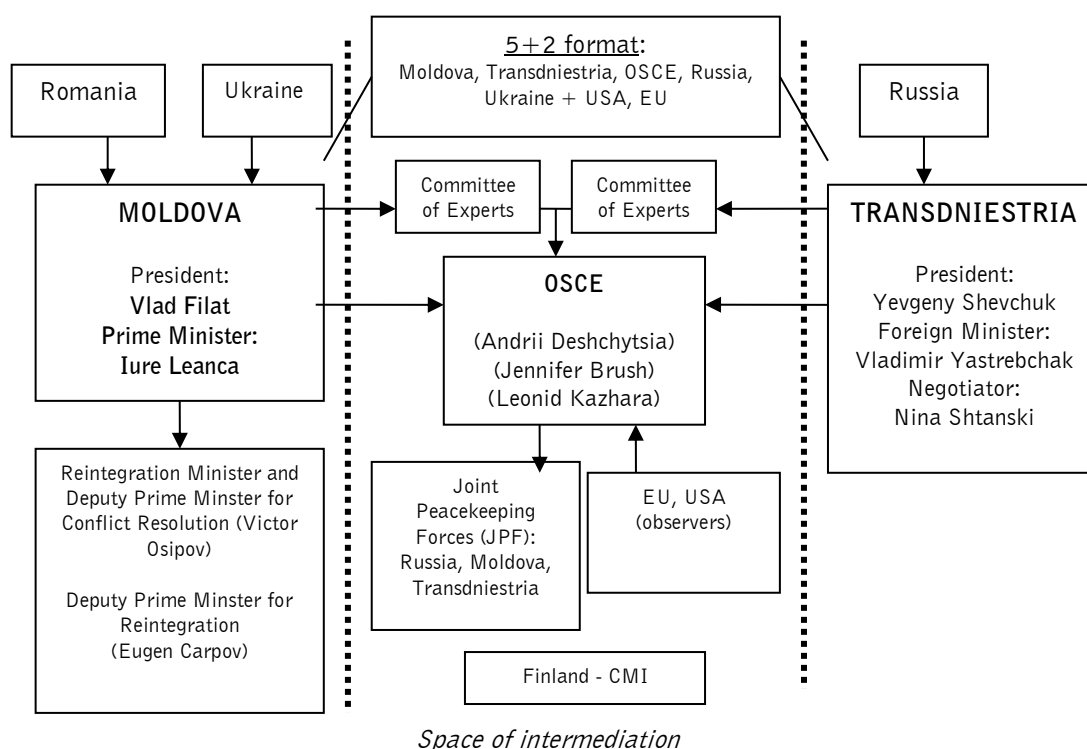 5+2 format:
Moldova, Transdniestria, OSCE, Russia,
Ukraine + USA, EU
Romania
Ukraine
Russia
MOLDOVA
President:
Vlad Filat
Prime Minister:
Iure Leanca
Committee
of Experts
Committee
of Experts
TRANSDNIESTRIA
President:
Yevgeny Shevchuk
Foreign Minister:
Vladimir Yastrebchak
Negotiator:
Nina Shtanski
OSCE
(Andrii Deshchytsia)
(Jennifer Brush)
(Leonid Kazhara)
Reintegration Minister and
Deputy Prime Minster for
Conflict Resolution (Victor
Osipov)
Deputy Prime Minster for
Reintegration
(Eugen Carpov)
Joint
Peacekeeping
Forces (JPF):
Russia, Moldova,
Transdniestria
EU, USA
(observers)
Finland - CMI
Space of intermediation